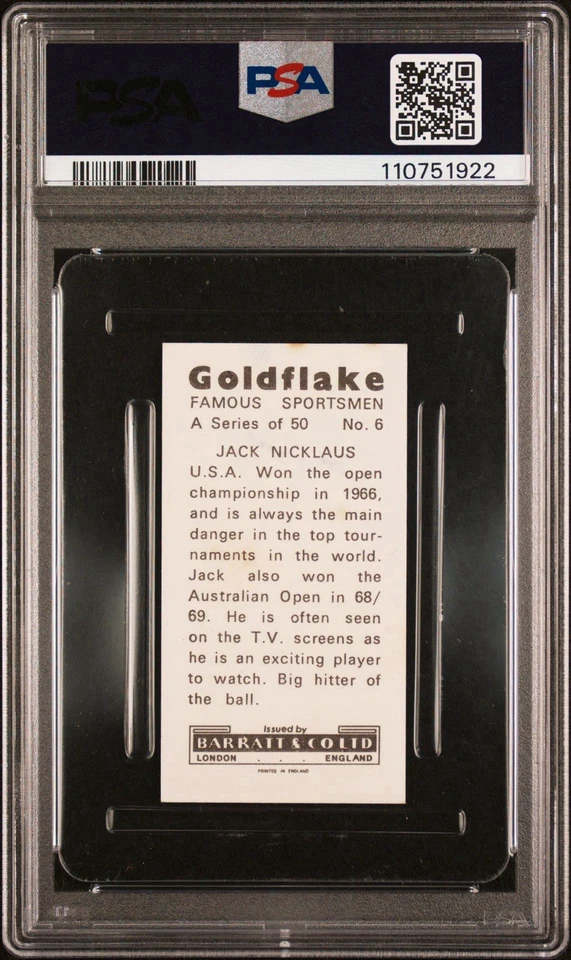 PSA
PSA
110751922
Goldflake
FAMOUS SPORTSMEN
A Series of 50 No. 6
JACK NICKLAUS
U.S.A. Won the open
championship in 1966,
and is always the main
danger in the top tour-
naments in the world.
Jack also won the
Australian Open in 68/
69. He is often seen
on the T.V. screens as
he is an exciting player
to watch. Big hitter of
the ball.
Issued by
BARRATT & CO LTD
LONDON . . . ENGLAND
PRINTED IN ENGLAND